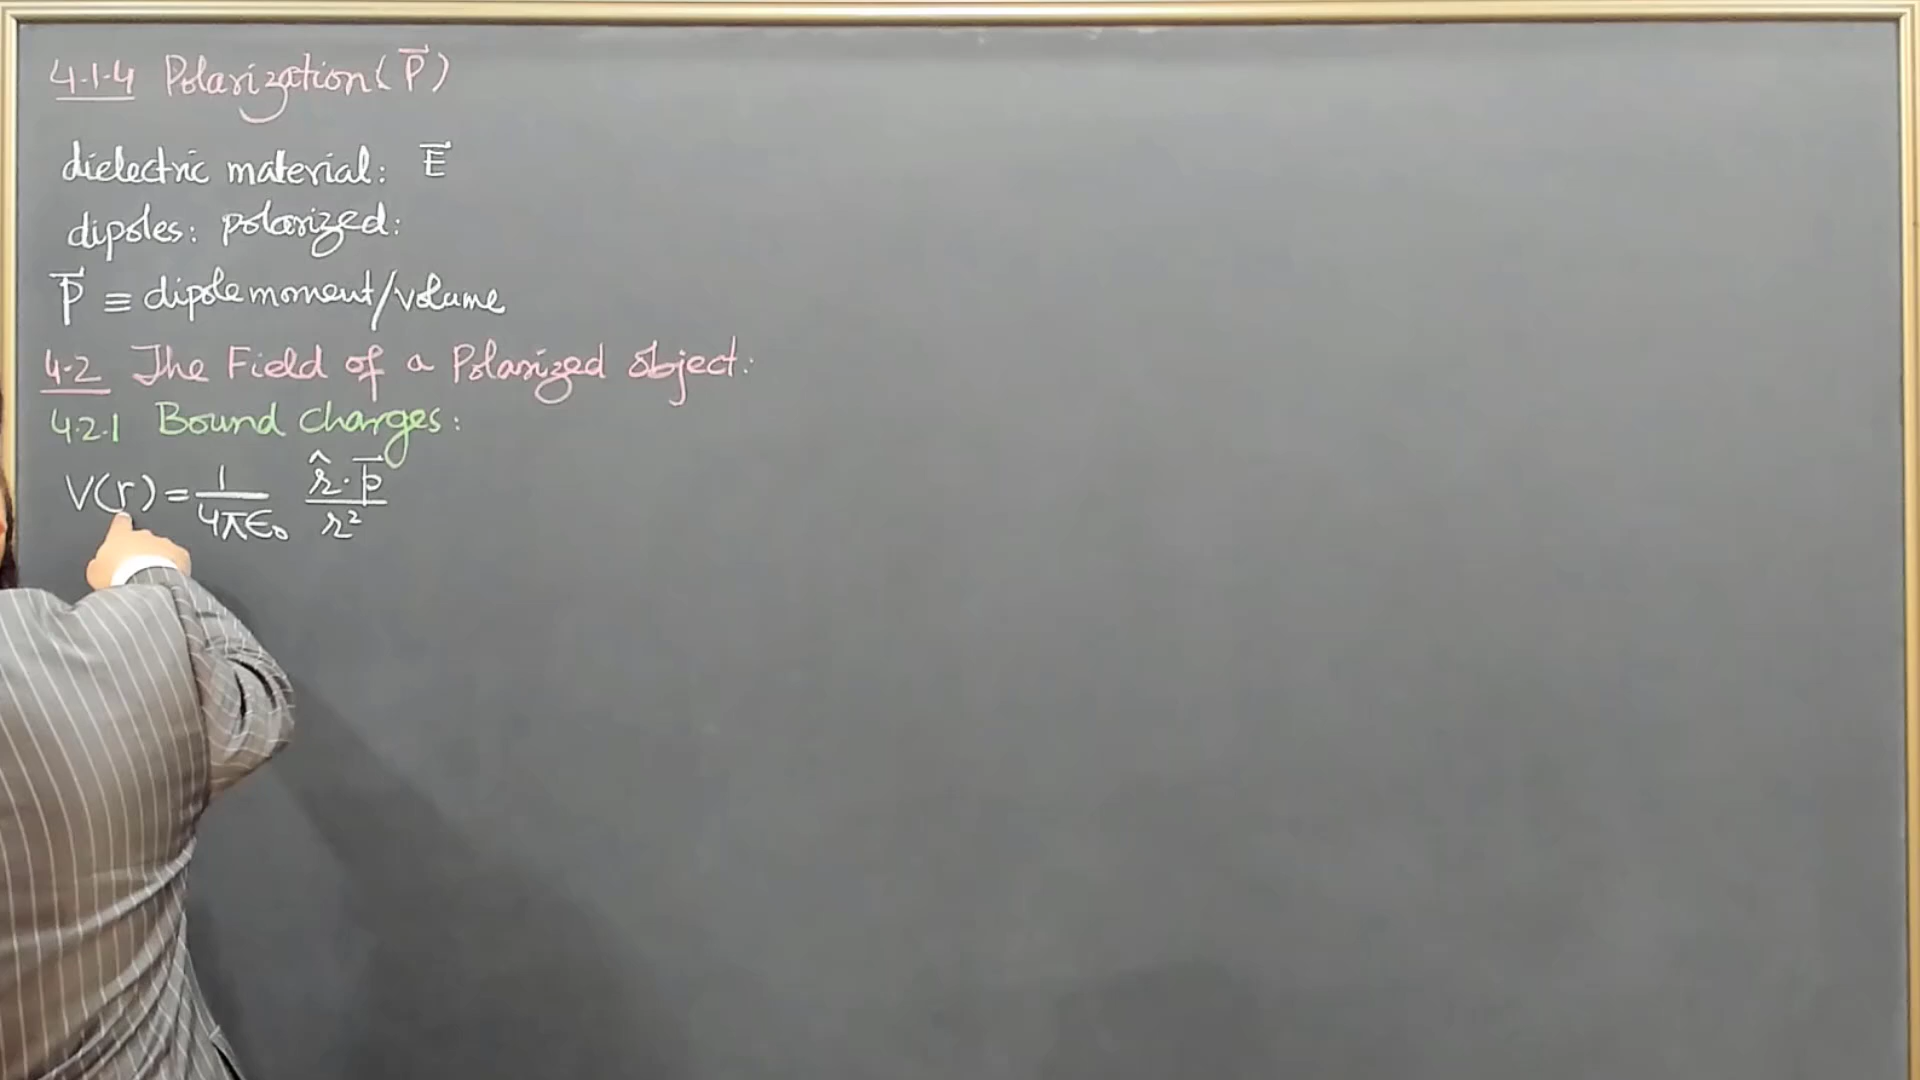 4.1.4 Polarization (P⃗)
dielectric material: E⃗
dipoles: polarized:
P⃗ ≡ dipole moment/volume
4.2 The Field of a Polarized object:
4.2.1 Bound charges:
V(r) = 1/4πϵ₀ r̂·p⃗/r²